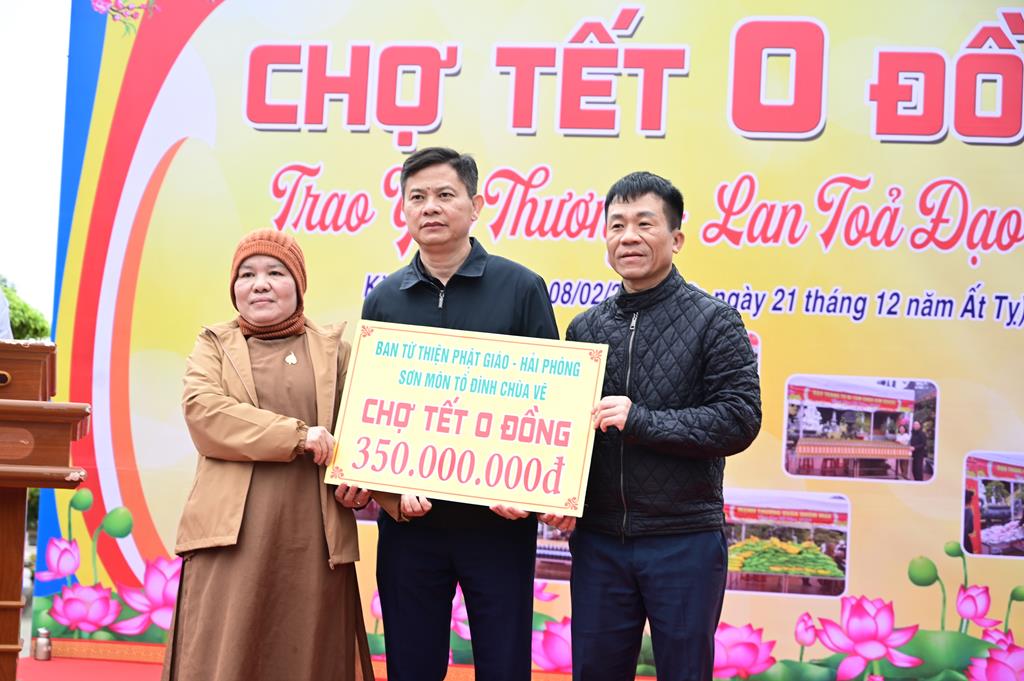 CHỢ TẾT 0 ĐỒ
Trao Thươn - Lan Toả Đạo
08/02/2 ngày 21 tháng 12 năm Ất Tỵ)
BAN TỪ THIỆN PHẬT GIÁO - HẢI PHÒNG
SƠN MÔN TỔ ĐÌNH CHÙA VẼ
CHỢ TẾT 0 ĐỒNG
350.000.000đ